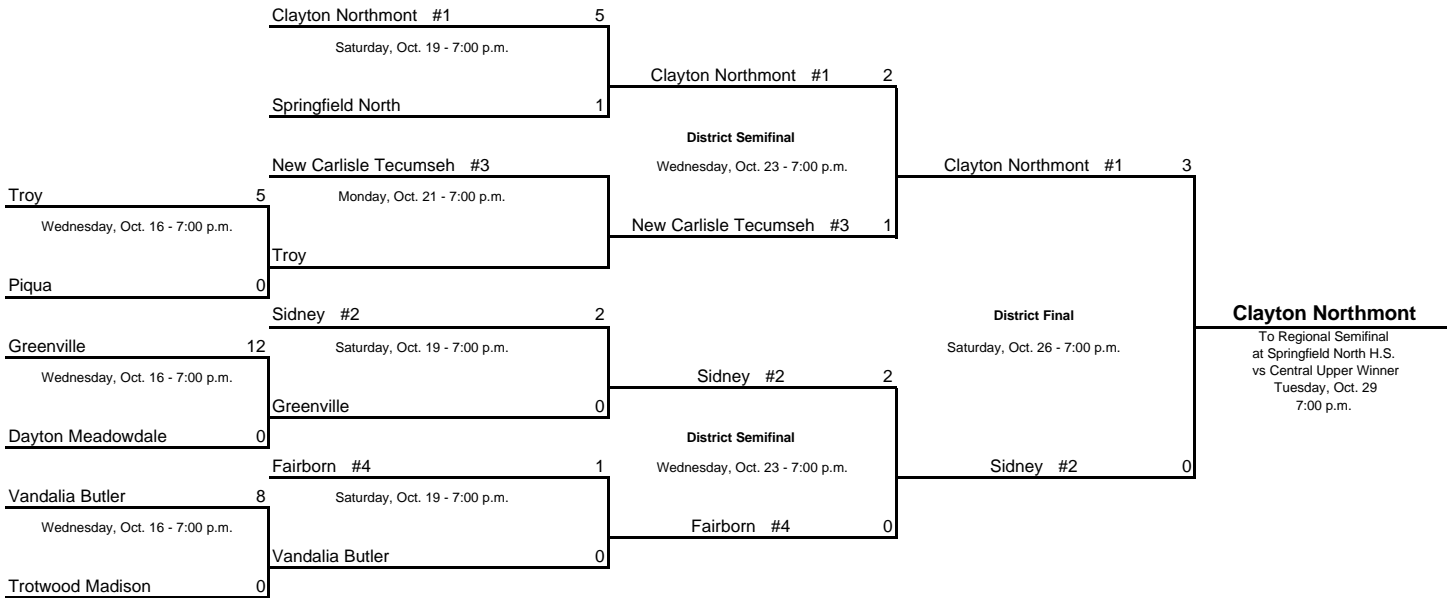 Clayton Northmont #1 5
Saturday, Oct. 19 - 7:00 p.m.
Clayton Northmont #1 2
Springfield North 1
District Semifinal
New Carlisle Tecumseh #3
Wednesday, Oct. 23 - 7:00 p.m.
Clayton Northmont #1 3
Troy 5
Monday, Oct. 21 - 7:00 p.m.
Wednesday, Oct. 16 - 7:00 p.m.
New Carlisle Tecumseh #3 1
Troy
Piqua 0
Sidney #2 2
District Final
Clayton Northmont
Greenville 12
Saturday, Oct. 19 - 7:00 p.m.
Saturday, Oct. 26 - 7:00 p.m.
To Regional Semifinal
at Springfield North H.S.
vs Central Upper Winner
Tuesday, Oct. 29
7:00 p.m.
Wednesday, Oct. 16 - 7:00 p.m.
Sidney #2 2
Greenville 0
Dayton Meadowdale 0
District Semifinal
Fairborn #4 1
Wednesday, Oct. 23 - 7:00 p.m.
Sidney #2 0
Vandalia Butler 8
Saturday, Oct. 19 - 7:00 p.m.
Wednesday, Oct. 16 - 7:00 p.m.
Fairborn #4 0
Vandalia Butler 0
Trotwood Madison 0